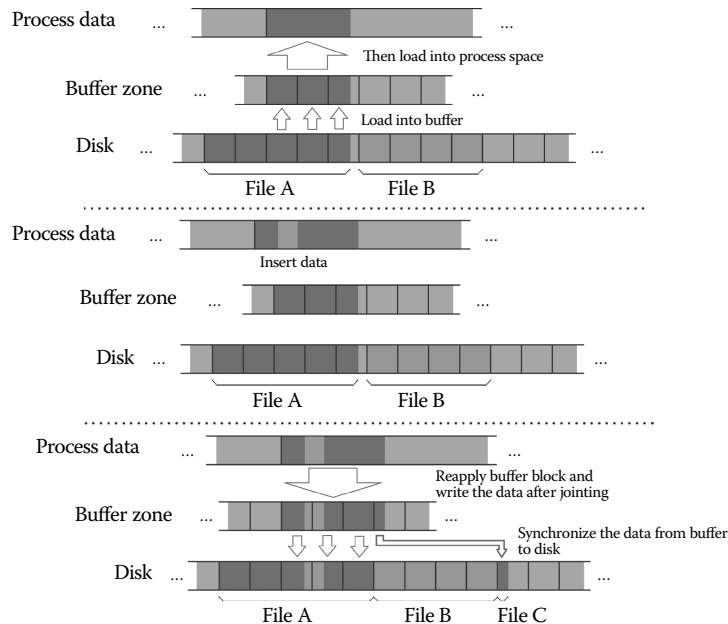 Process data ... ...
Then load into process space
Buffer zone ... ...
Load into buffer
Disk ... ...
File A File B
Process data ... ...
Insert data
Buffer zone ... ...
Disk ... ...
File A File B
Process data ... ...
Reapply buffer block and
write the data after jointing
Buffer zone ... ...
Synchronize the data from buffer
to disk
Disk ... ...
File A File B File C